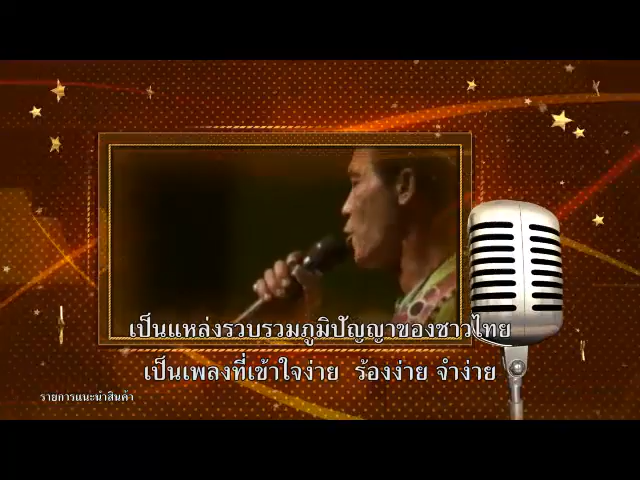 เป็นแหล่งรวบรวมภูมิปัญญาของชาวไทย
เป็นเพลงที่เข้าใจง่าย ร้องง่าย จำง่าย
รายการแนะนำสินค้า